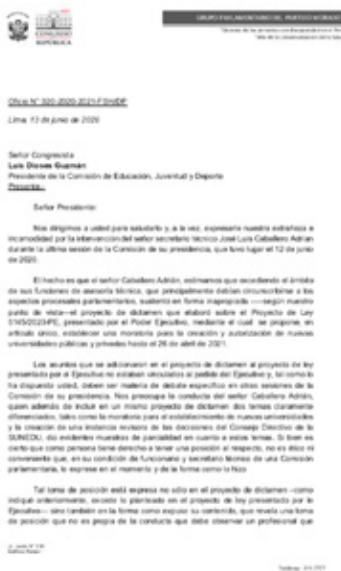 CONGRESO
REPÚBLICA
GRUPO PARLAMENTARIO DEL PARTIDO MORADO
Lima, 13 de junio de 2020
Señor Congresista
Luis Dioses Guzmán
Presidente de la Comisión de Educación, Juventud y Deporte
Presente.-
Señor Presidente:
Nos dirigimos a usted para saludarlo y, a la vez, expresarle nuestra extrañeza e
incomodidad por la intervención del señor secretario técnico José Luis Caballero Adrián
durante la última sesión de la Comisión de su presidencia, que tuvo lugar el 12 de junio
de 2020.
El hecho es que el señor Caballero Adrián, estimamos que excediendo el ámbito
de sus funciones de asesoría técnica, que principalmente debían circunscribirse a los
aspectos procesales parlamentarios, sustentó en forma inapropiada —según nuestro
punto de vista—el proyecto de dictamen que elaboró sobre el Proyecto de Ley
5145/2020-PE, presentado por el Poder Ejecutivo, mediante el cual se propone, en
artículo único, establecer una moratoria para la creación y autorización de nuevas
universidades públicas y privadas hasta el 26 de abril de 2021.
Los asuntos que se adicionaron en el proyecto de dictamen al proyecto de ley
presentado por el Ejecutivo no estaban vinculados al pedido del Ejecutivo y, tal como lo
ha dispuesto usted, deben ser materia de debate específico en otras sesiones de la
Comisión de su presidencia. Nos preocupa la conducta del señor Caballero Adrián,
quien además de incluir en un mismo proyecto de dictamen dos temas claramente
diferenciados, tales como la moratoria para el establecimiento de nuevas universidades
y la creación de una instancia revisora de las decisiones del Consejo Directivo de la
SUNEDU, dio evidentes muestras de parcialidad en cuanto a estos temas. Si bien es
cierto que como persona tiene derecho a tener una posición al respecto, no es ético ni
conveniente que, en su condición de funcionario y secretario técnico de una Comisión
parlamentaria, lo exprese en el momento y de la forma como lo hizo
Tal toma de posición está expresa no sólo en el proyecto de dictamen –como
indiqué anteriormente, excede lo planteado en el proyecto de ley presentado por le
Ejecutivo— sino también en la forma como expuso su contenido, que revela una toma
de posición que no es propia de la conducta que debe observar un profesional que